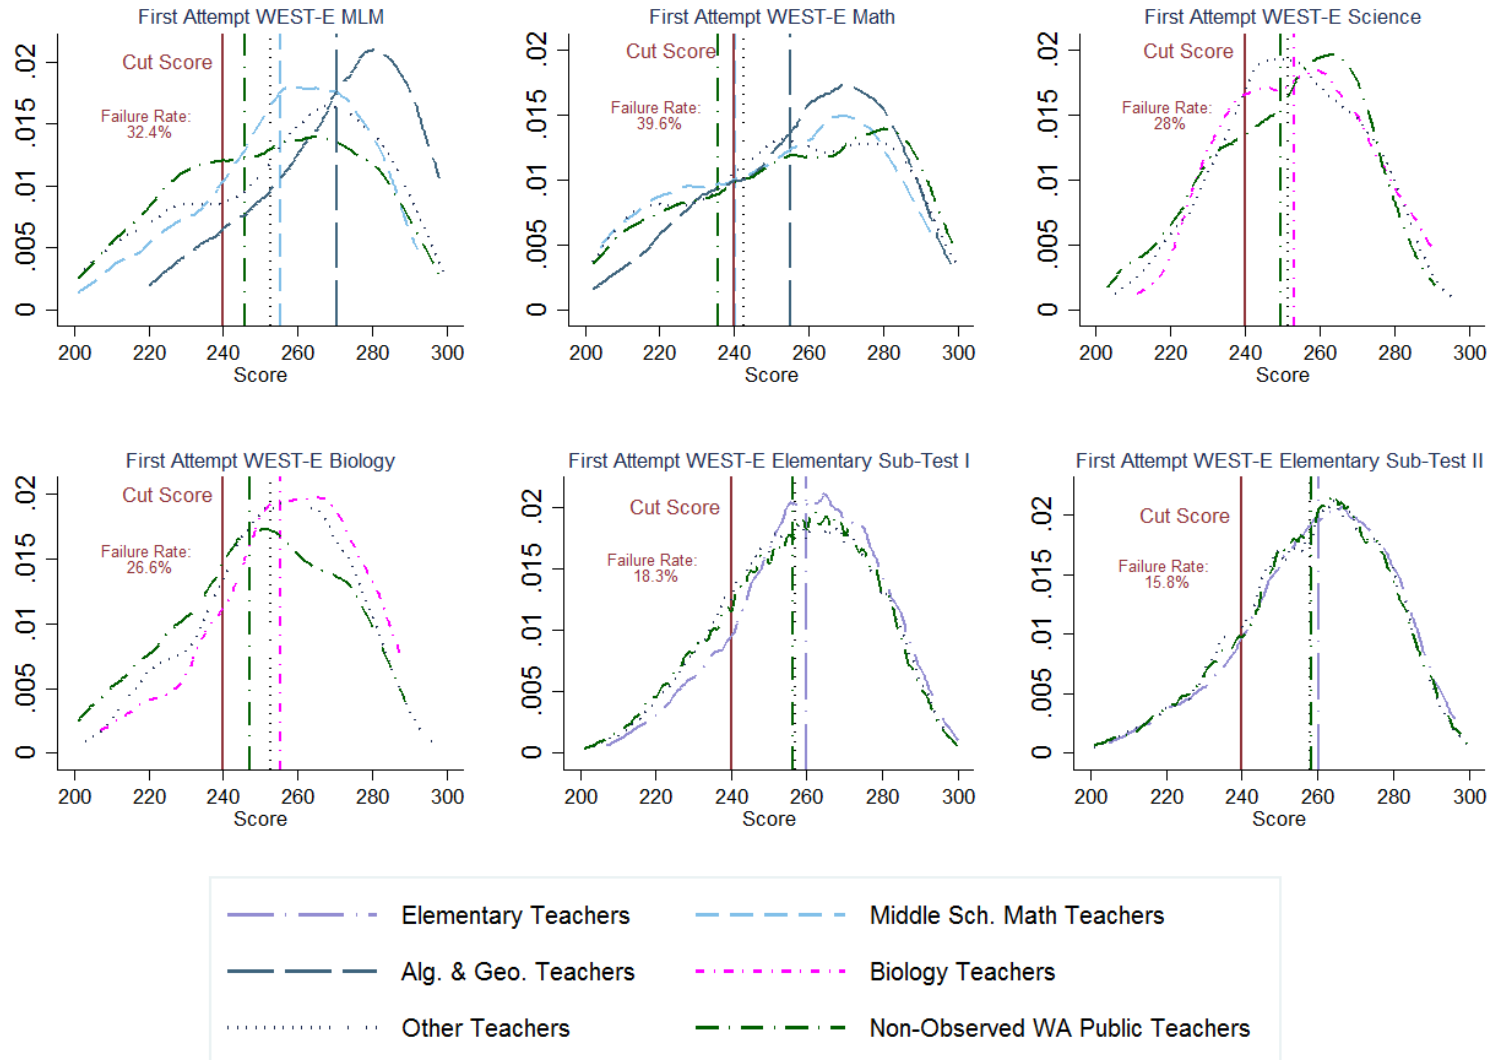 First Attempt WEST-E MLM
Cut Score
Failure Rate:
32.4%
0 .005 .01 .015 .02
200 220 240 260 280 300
Score
First Attempt WEST-E Math
Cut Score
Failure Rate:
39.6%
0 .005 .01 .015 .02
200 220 240 260 280 300
Score
First Attempt WEST-E Science
Cut Score
Failure Rate:
28%
0 .005 .01 .015 .02
200 220 240 260 280 300
Score
First Attempt WEST-E Biology
Cut Score
Failure Rate:
26.6%
0 .005 .01 .015 .02
200 220 240 260 280 300
Score
First Attempt WEST-E Elementary Sub-Test I
Cut Score
Failure Rate:
18.3%
0 .005 .01 .015 .02
200 220 240 260 280 300
Score
First Attempt WEST-E Elementary Sub-Test II
Cut Score
Failure Rate:
15.8%
0 .005 .01 .015 .02
200 220 240 260 280 300
Score
Elementary Teachers
Middle Sch. Math Teachers
Alg. & Geo. Teachers
Biology Teachers
Other Teachers
Non-Observed WA Public Teachers